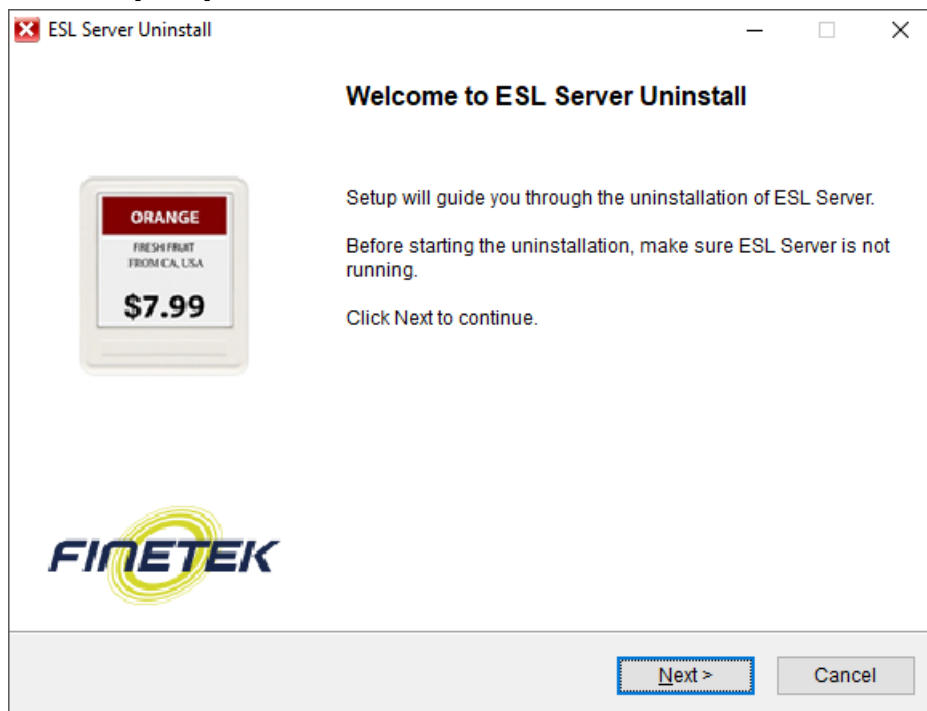 ESL Server Uninstall
Welcome to ESL Server Uninstall
Setup will guide you through the uninstallation of ESL Server.
Before starting the uninstallation, make sure ESL Server is not
running.
Click Next to continue.
ORANGE
FRESH FRUIT
FROM CA, USA
$7.99
FINETEK
Next >
Cancel